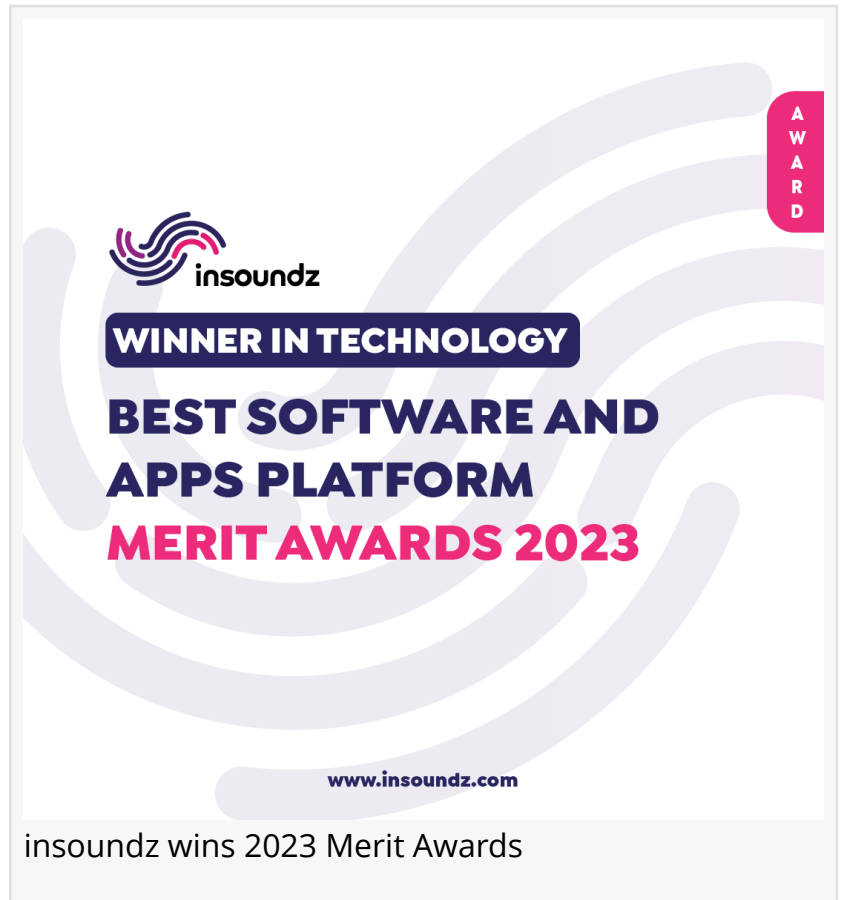 AWARD
insoundz
WINNER IN TECHNOLOGY
BEST SOFTWARE AND
APPS PLATFORM
MERIT AWARDS 2023
www.insoundz.com
insoundz wins 2023 Merit Awards